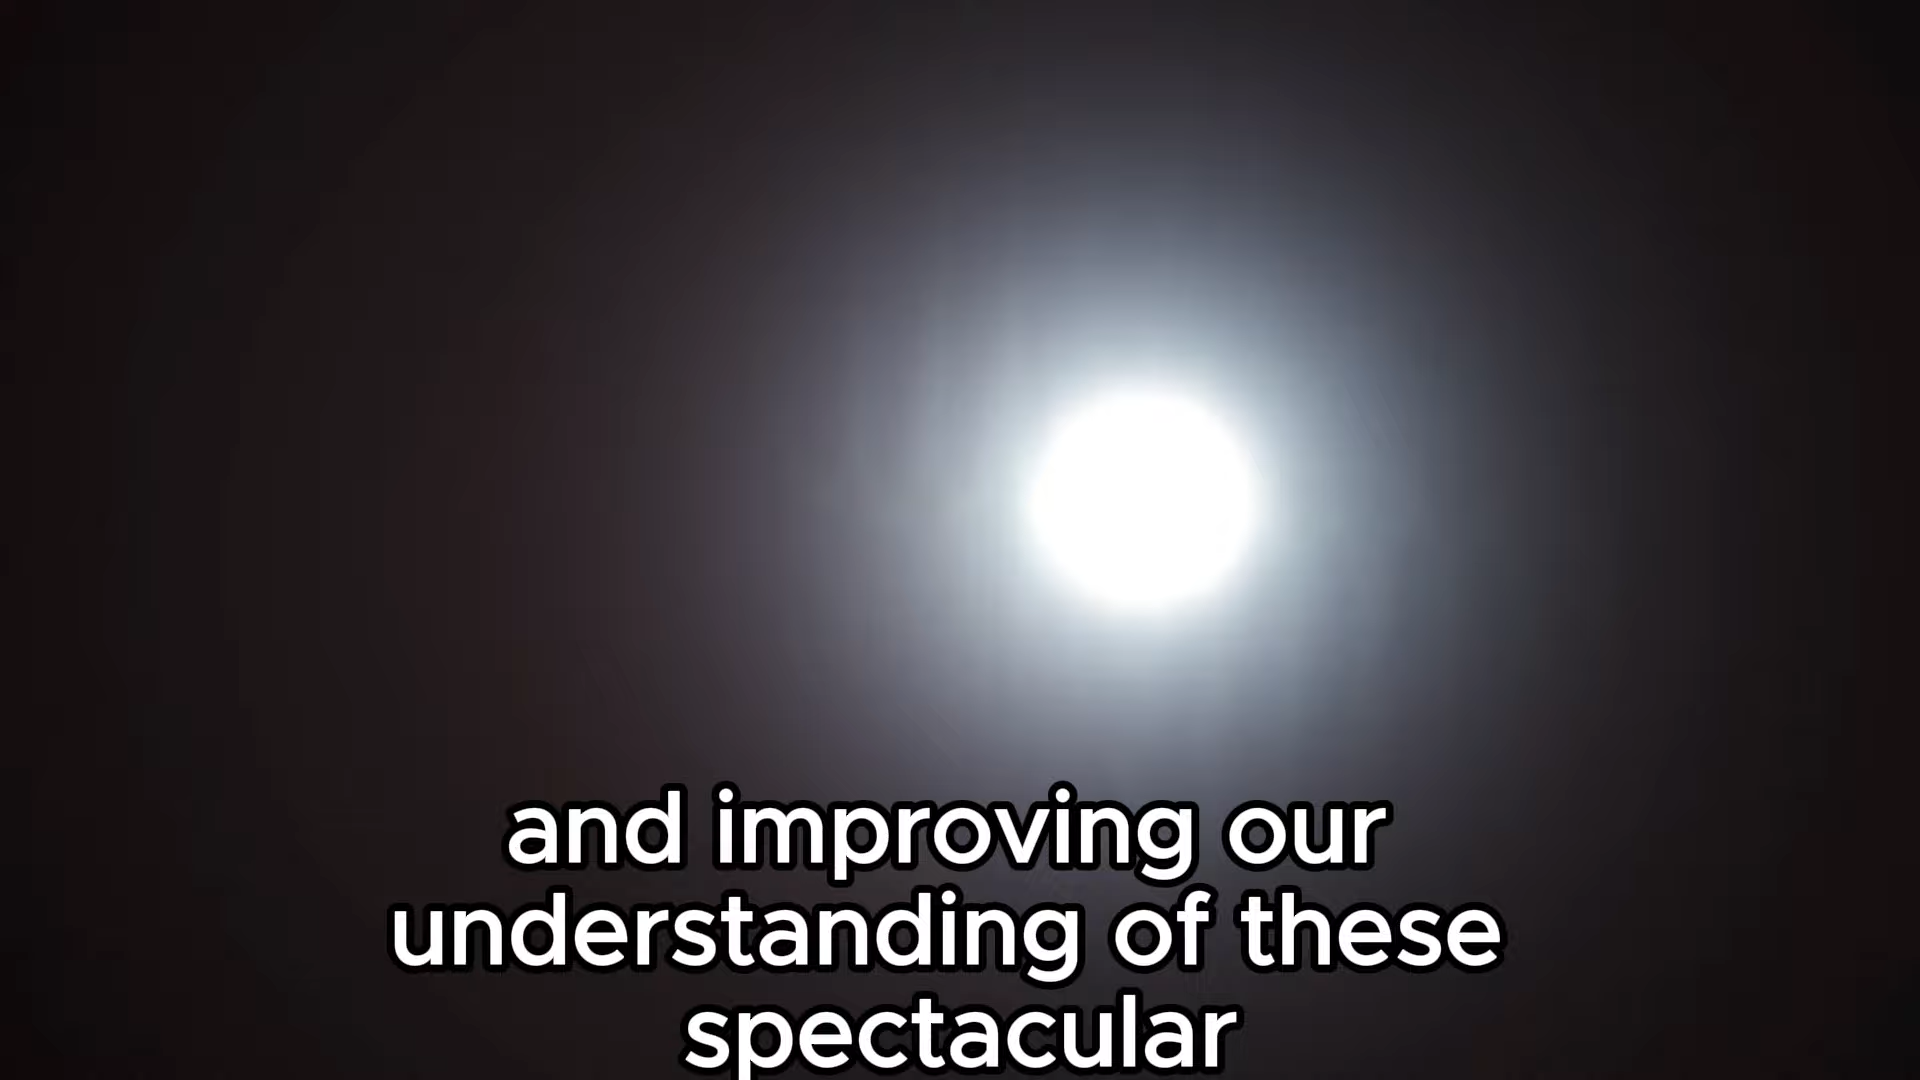 and improving our
understanding of these
spectacular